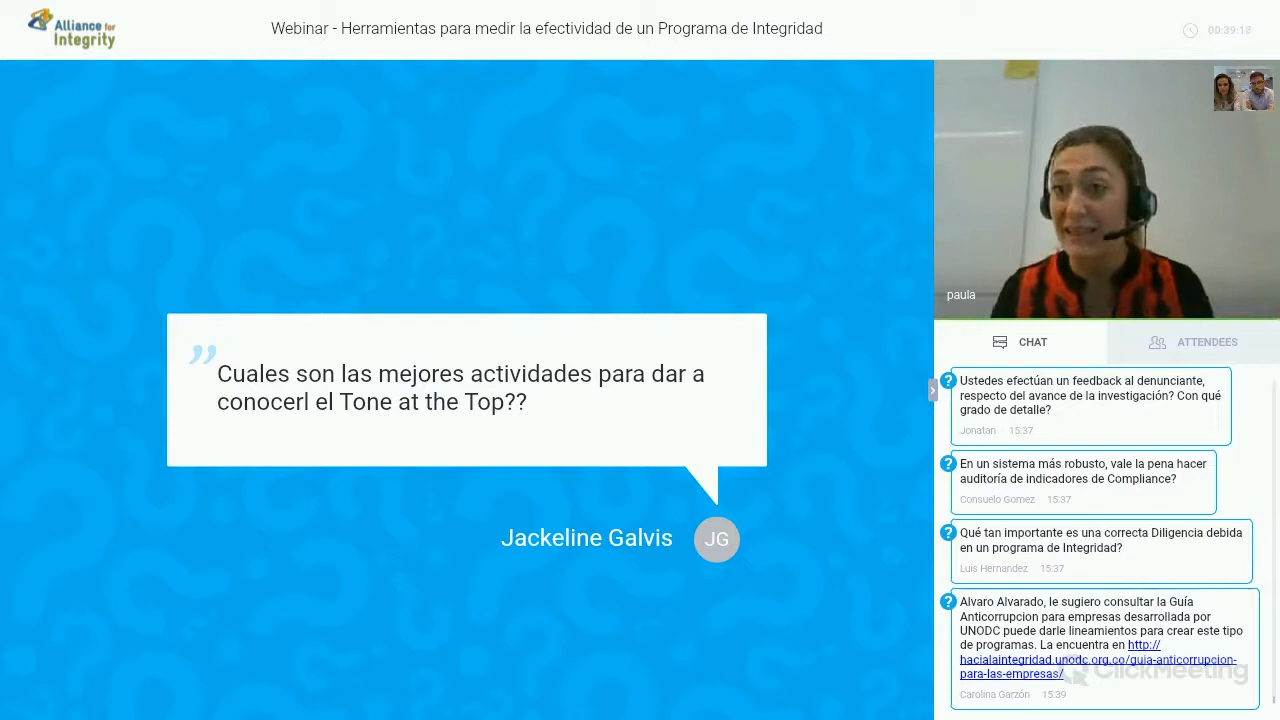 Alliance for
Integrity
Webinar - Herramientas para medir la efectividad de un Programa de Integridad
00:39:18
Cuales son las mejores actividades para dar a
conocerl el Tone at the Top??
Jackeline Galvis
JG
paula
CHAT
ATTENDEES
Ustedes efectúan un feedback al denunciante,
respecto del avance de la investigación? Con qué
grado de detalle?
Jonatan 15:37
En un sistema más robusto, vale la pena hacer
auditoría de indicadores de Compliance?
Consuelo Gomez 15:37
Qué tan importante es una correcta Diligencia debida
en un programa de Integridad?
Luis Hernandez 15:37
Alvaro Alvarado, le sugiero consultar la Guía
Anticorrupcion para empresas desarrollada por
UNODC puede darle lineamientos para crear este tipo
de programas. La encuentra en http://
hacialaintegridad.unodc.org.co/guia-anticorrupcion-
para-las-empresas/
Carolina Garzón 15:39
ClickMeeting